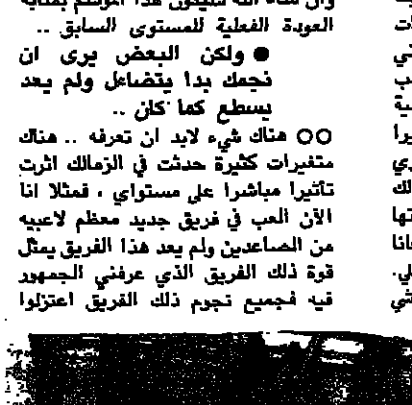 وان شاء الله سيكون هذا الموسم بمثابة
العودة الفعلية للمستوى السابق ..
● ولكن البعض يرى ان
نجمك بدا يتضاءل ولم يعد
يسطع كما كان ..
○○ هناك شيء لابد ان تعرفه .. هناك
متغيرات كثيرة حدثت في الزمالك اثرت
تأثيرا مباشرا على مستواي ، فمثلا انا
الآن العب في فريق جديد معظم لاعبيه
من الصاعدين ولم يعد هذا الفريق يمثل
قوة ذلك الفريق الذي عرفني الجمهور
فيه فجميع نجوم ذلك الفريق اعتزلوا